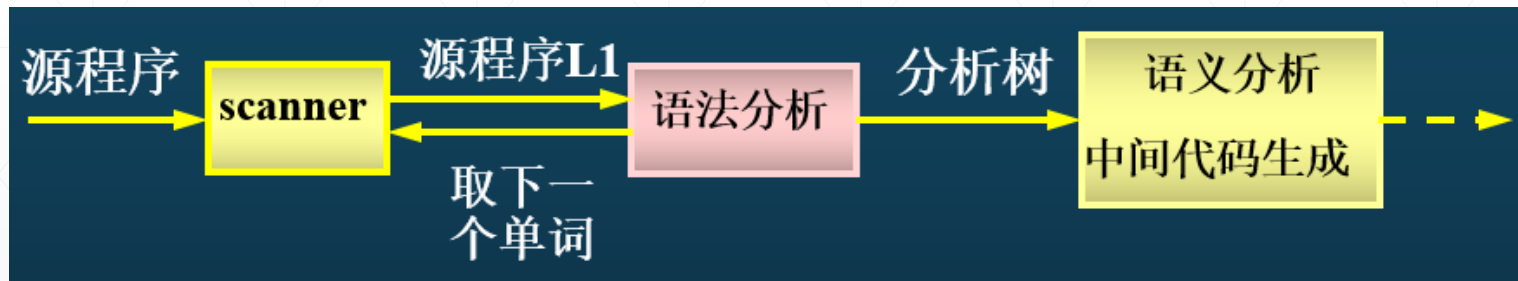 源程序
scanner
源程序L1
取下一
个单词
语法分析
分析树
语义分析
中间代码生成